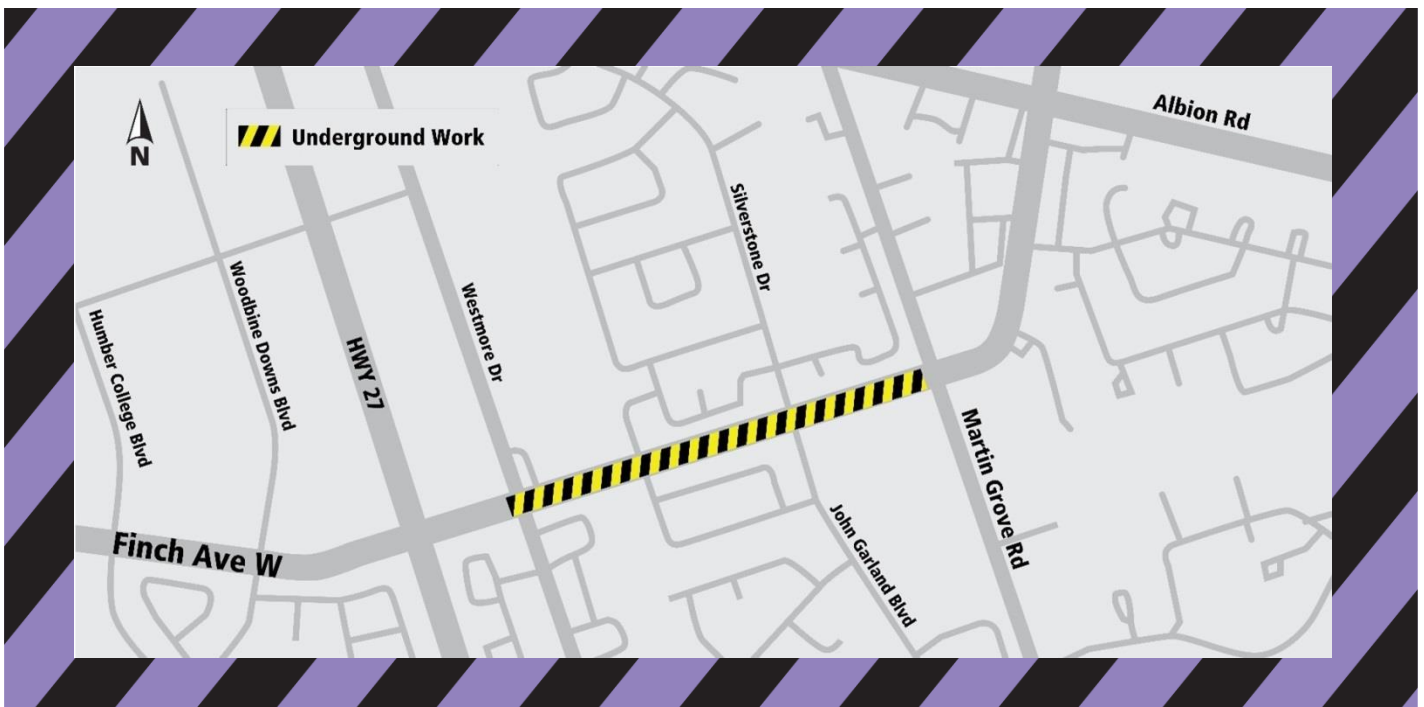 Albion Rd
N
Underground Work
Silverstone Dr
Woodbine Downs Blvd
Westmore Dr
Humber College Blvd
HWY 27
Martin Grove Rd
John Garland Blvd
Finch Ave W